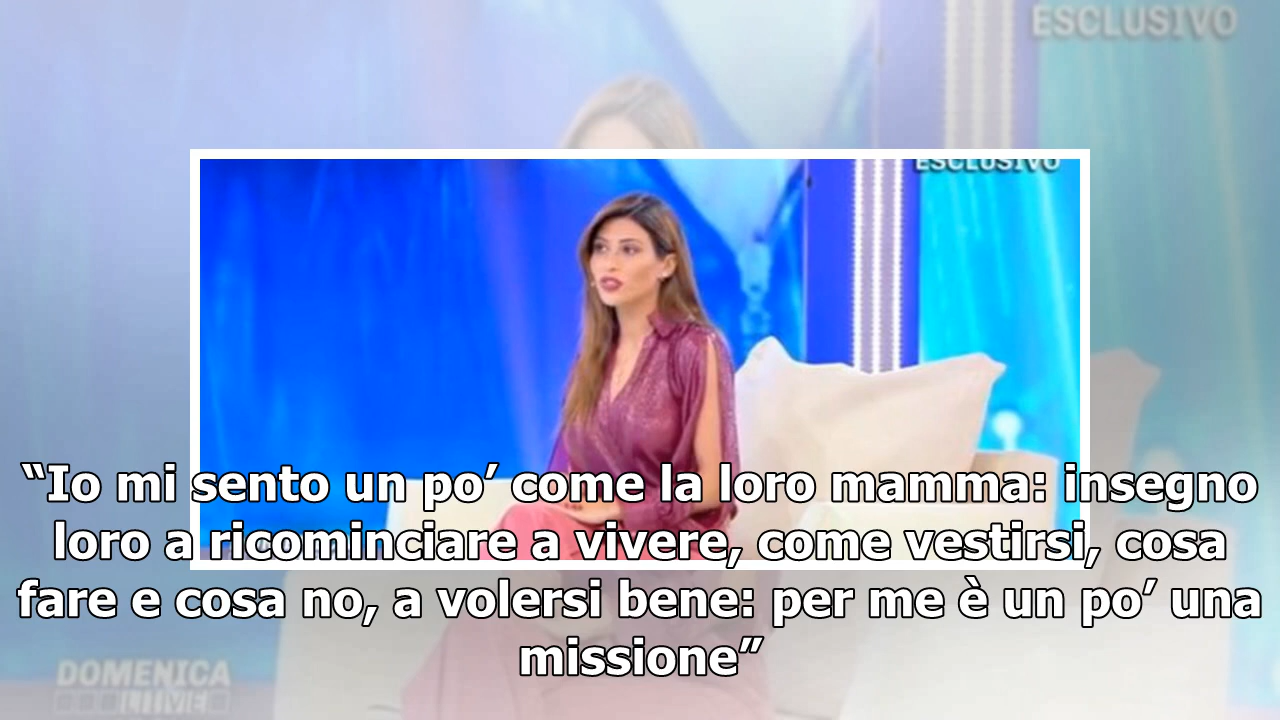 ESCLUSIVO
ESCLUSIVO
“Io mi sento un po’ come la loro mamma: insegno
loro a ricominciare a vivere, come vestirsi, cosa
fare e cosa no, a volersi bene: per me è un po’ una
missione”
DOMENICA
LIVE